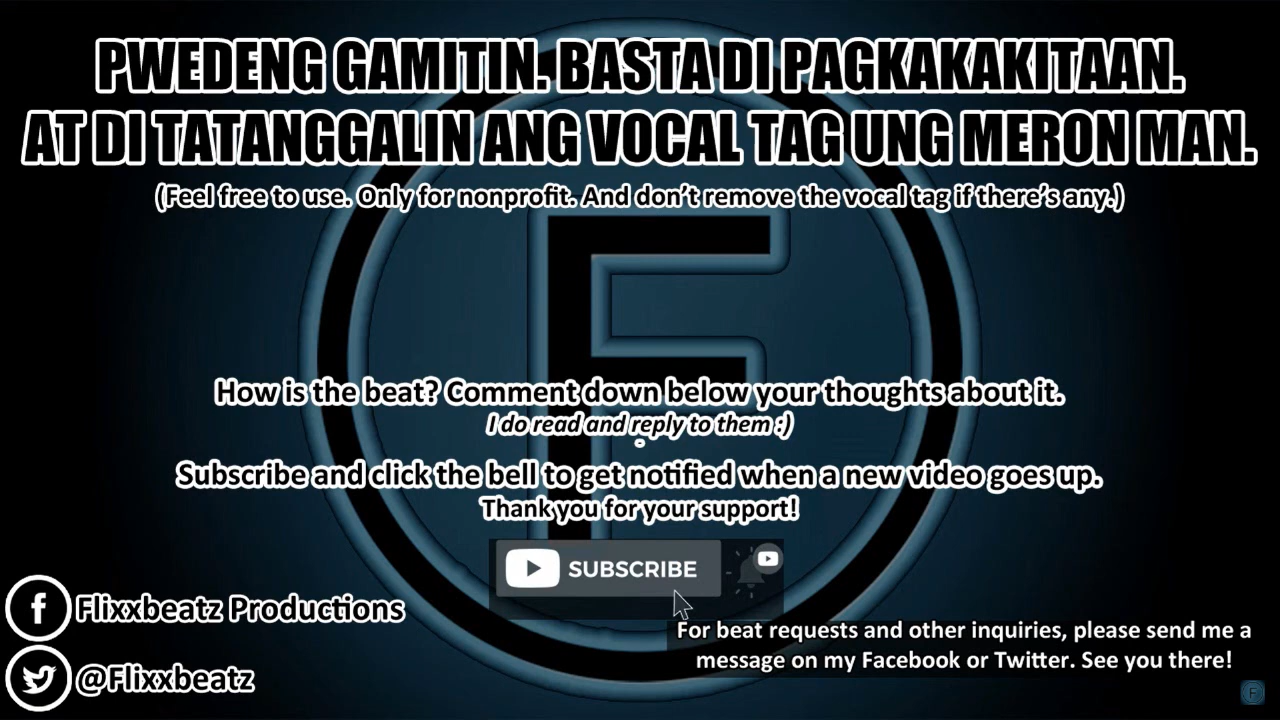 PWEDENG GAMITIN. BASTA DI PAGKAKAKITAAN.
AT DI TATANGGALIN ANG VOCAL TAG UNG MERON MAN.
(Feel free to use. Only for nonprofit. And don't remove the vocal tag if there's any.)
F
How is the beat? Comment down below your thoughts about it.
I do read and reply to them :)
-
Subscribe and click the bell to get notified when a new video goes up.
Thank you for your support!
SUBSCRIBE
f Flixxbeatz Productions
@Flixxbeatz
For beat requests and other inquiries, please send me a
message on my Facebook or Twitter. See you there!
F